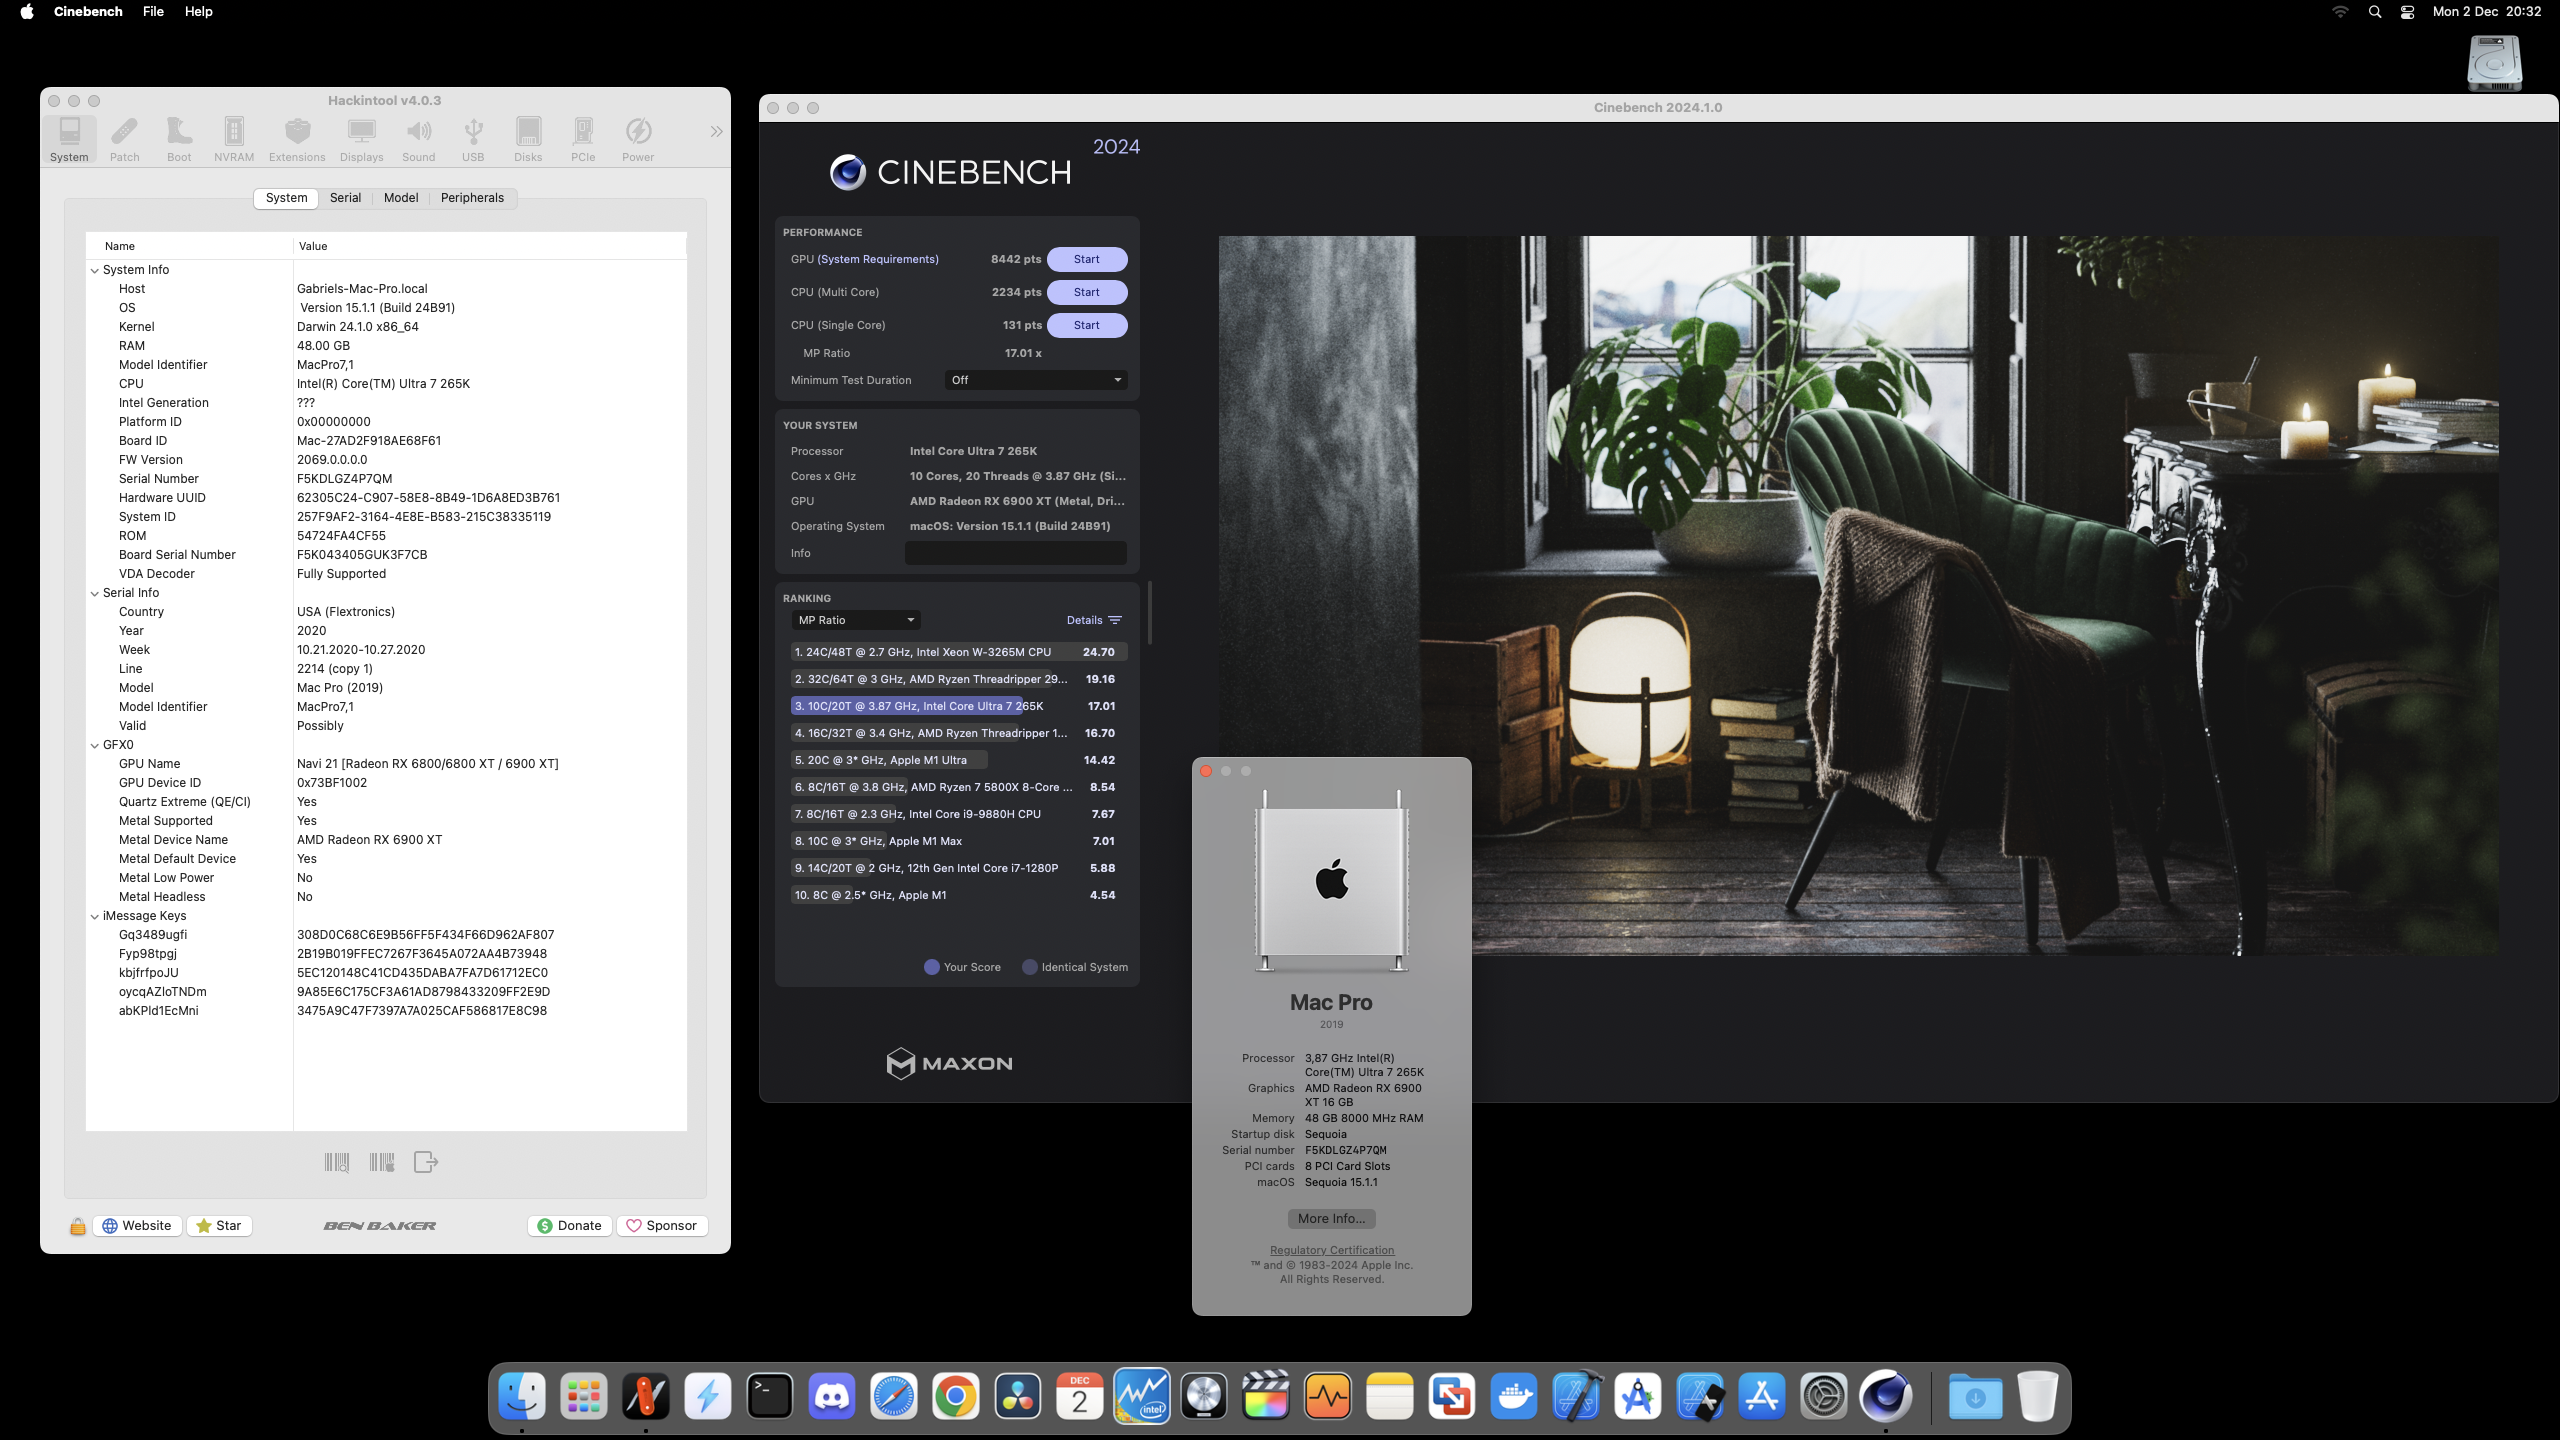 Cinebench File Help
Mon 2 Dec 20:32
Hackintool v4.0.3
System Patch Boot NVRAM Extensions Displays Sound USB Disks PCIe Power
System Serial Model Peripherals
Name Value
System Info
Host Gabriels-Mac-Pro.local
OS Version 15.1.1 (Build 24B91)
Kernel Darwin 24.1.0 x86_64
RAM 48.00 GB
Model Identifier MacPro7,1
CPU Intel(R) Core(TM) Ultra 7 265K
Intel Generation ???
Platform ID 0x00000000
Board ID Mac-27AD2F918AE68F61
FW Version 2069.0.0.0.0
Serial Number F5KDLGZ4P7QM
Hardware UUID 62305C24-C907-58E8-8B49-1D6A8ED3B761
System ID 257F9AF2-3164-4E8E-B583-215C38335119
ROM 54724FA4CF55
Board Serial Number F5K043405GUK3F7CB
VDA Decoder Fully Supported
Serial Info
Country USA (Flextronics)
Year 2020
Week 10.21.2020-10.27.2020
Line 2214 (copy 1)
Model Mac Pro (2019)
Model Identifier MacPro7,1
Valid Possibly
GFX0
GPU Name Navi 21 [Radeon RX 6800/6800 XT / 6900 XT]
GPU Device ID 0x73BF1002
Quartz Extreme (QE/CI) Yes
Metal Supported Yes
Metal Device Name AMD Radeon RX 6900 XT
Metal Default Device Yes
Metal Low Power No
Metal Headless No
iMessage Keys
Gq3489ugfi 308D0C68C6E9B56FF5F434F66D962AF807
Fyp98tpgj 2B19B019FFEC7267F3645A072AA4B73948
kbjfrfpoJU 5EC120148C41CD435DABA7FA7D61712EC0
oycqAZloTNDm 9A85E6C175CF3A61AD8798433209FF2E9D
abKPld1EcMni 3475A9C47F7397A7A025CAF586817E8C98
Website Star BEN BAKER Donate Sponsor
Cinebench 2024.1.0
CINEBENCH 2024
PERFORMANCE
GPU (System Requirements) 8442 pts Start
CPU (Multi Core) 2234 pts Start
CPU (Single Core) 131 pts Start
MP Ratio 17.01 x
Minimum Test Duration Off
YOUR SYSTEM
Processor Intel Core Ultra 7 265K
Cores x GHz 10 Cores, 20 Threads @ 3.87 GHz (Si...
GPU AMD Radeon RX 6900 XT (Metal, Dri...
Operating System macOS: Version 15.1.1 (Build 24B91)
Info
RANKING
MP Ratio Details
1. 24C/48T @ 2.7 GHz, Intel Xeon W-3265M CPU 24.70
2. 32C/64T @ 3 GHz, AMD Ryzen Threadripper 29... 19.16
3. 10C/20T @ 3.87 GHz, Intel Core Ultra 7 265K 17.01
4. 16C/32T @ 3.4 GHz, AMD Ryzen Threadripper 1... 16.70
5. 20C @ 3* GHz, Apple M1 Ultra 14.42
6. 8C/16T @ 3.8 GHz, AMD Ryzen 7 5800X 8-Core ... 8.54
7. 8C/16T @ 2.3 GHz, Intel Core i9-9880H CPU 7.67
8. 10C @ 3* GHz, Apple M1 Max 7.01
9. 14C/20T @ 2 GHz, 12th Gen Intel Core i7-1280P 5.88
10. 8C @ 2.5* GHz, Apple M1 4.54
Your Score Identical System
MAXON
Mac Pro
2019
Processor 3,87 GHz Intel(R)
Core(TM) Ultra 7 265K
Graphics AMD Radeon RX 6900
XT 16 GB
Memory 48 GB 8000 MHz RAM
Startup disk Sequoia
Serial number F5KDLGZ4P7QM
PCI cards 8 PCI Card Slots
macOS Sequoia 15.1.1
More Info...
Regulatory Certification
™ and © 1983-2024 Apple Inc.
All Rights Reserved.
DEC
2
intel